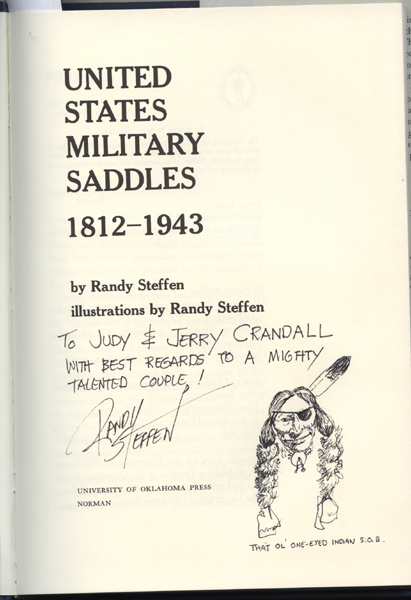 UNITED
STATES
MILITARY
SADDLES
1812–1943
by Randy Steffen
illustrations by Randy Steffen
TO JUDY & JERRY CRANDALL
WITH BEST REGARDS TO A MIGHTY
TALENTED COUPLE!
RANDY
STEFFEN
UNIVERSITY OF OKLAHOMA PRESS
NORMAN
THAT OL' ONE-EYED INDIAN S.O.B.